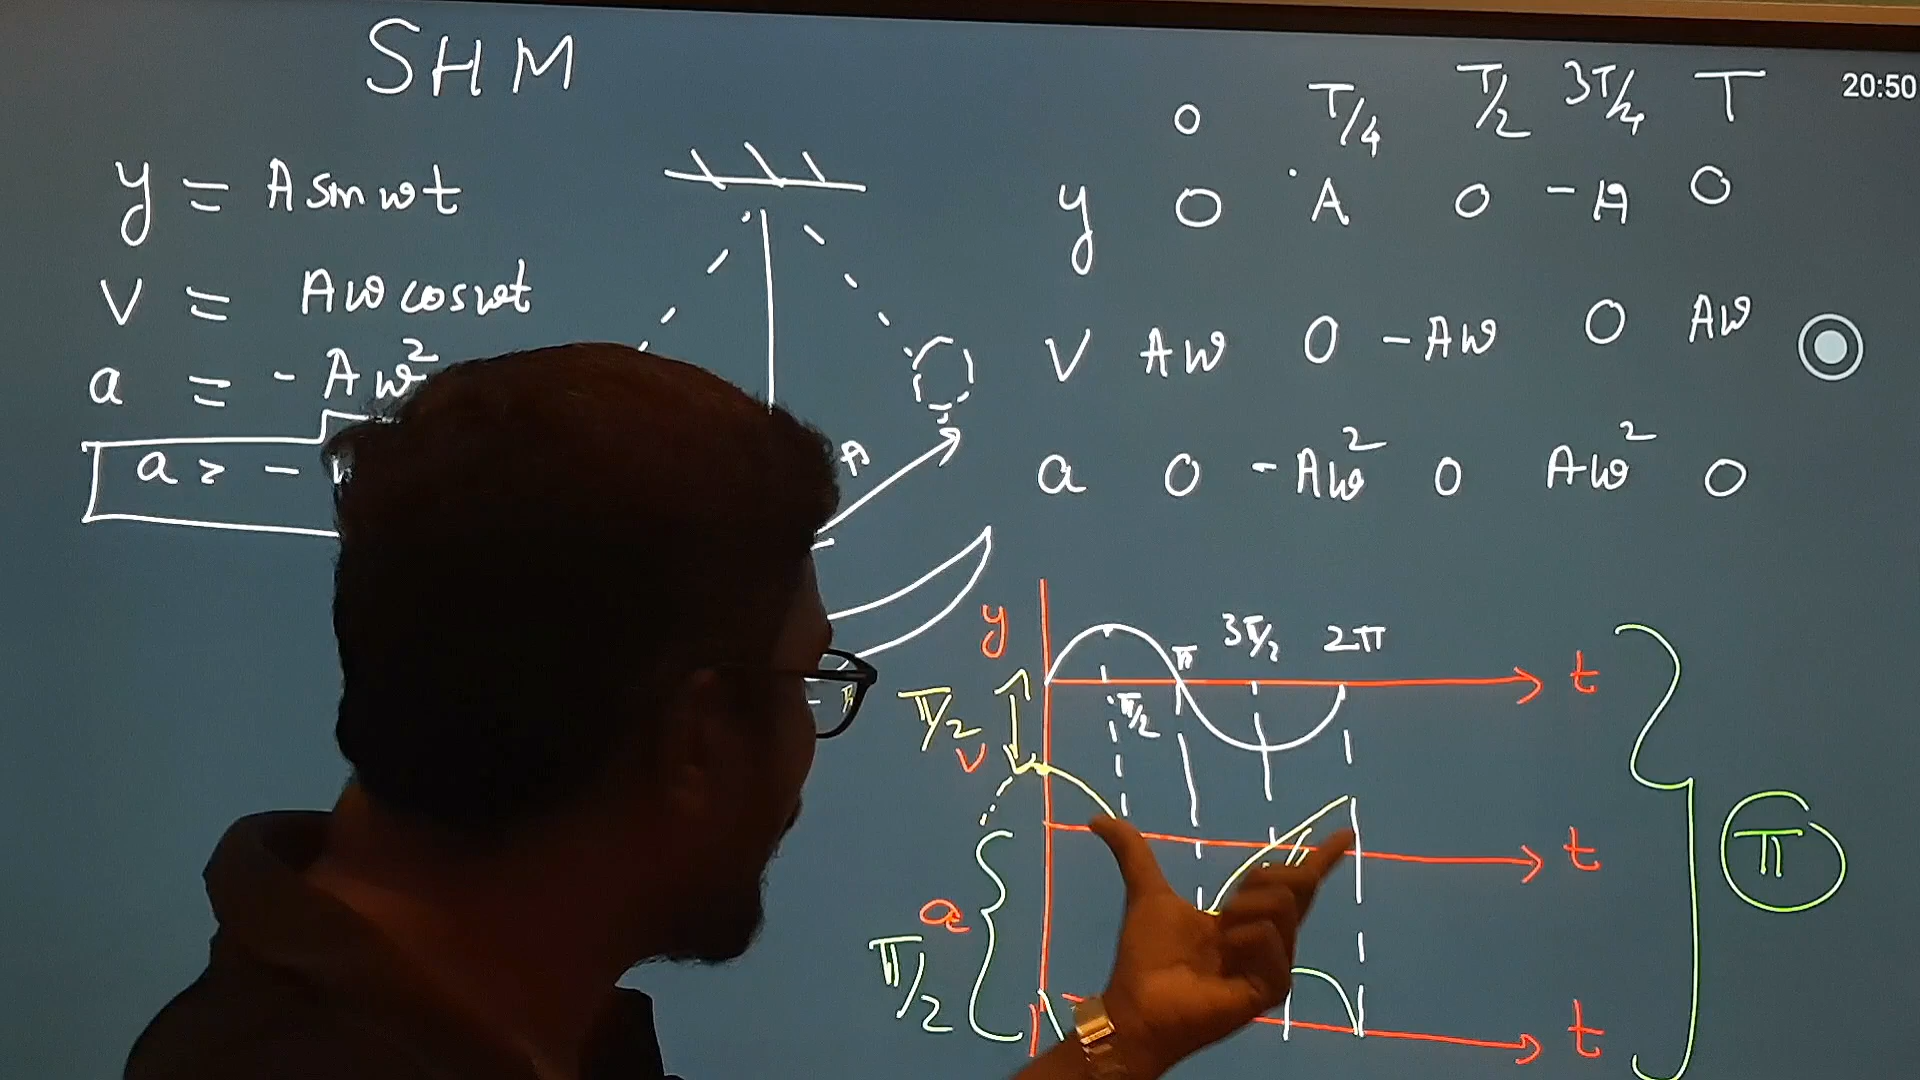 SHM
20:50
0 T/4 T/2 3T/4 T
y = A sin ωt
y 0 A 0 -A 0
v = Aω cos ωt
v Aω 0 -Aω 0 Aω
a = -Aω²
a 0 -Aω² 0 Aω² 0
a = -
A
y
π/2 π 3π/2 2π
t
π/2
v
t
π
a
π/2
t